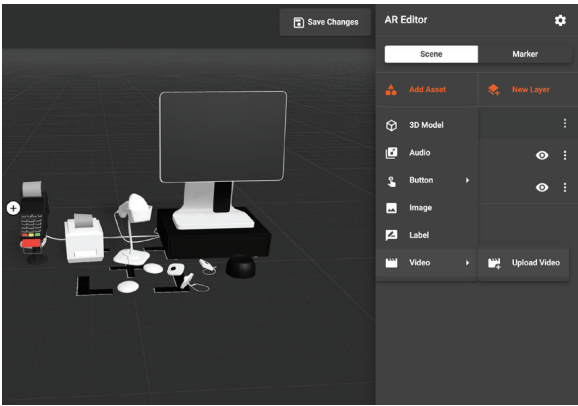 Save Changes
AR Editor
Scene
Marker
Add Asset
New Layer
3D Model
Audio
Button
Image
Label
Video
Upload Video